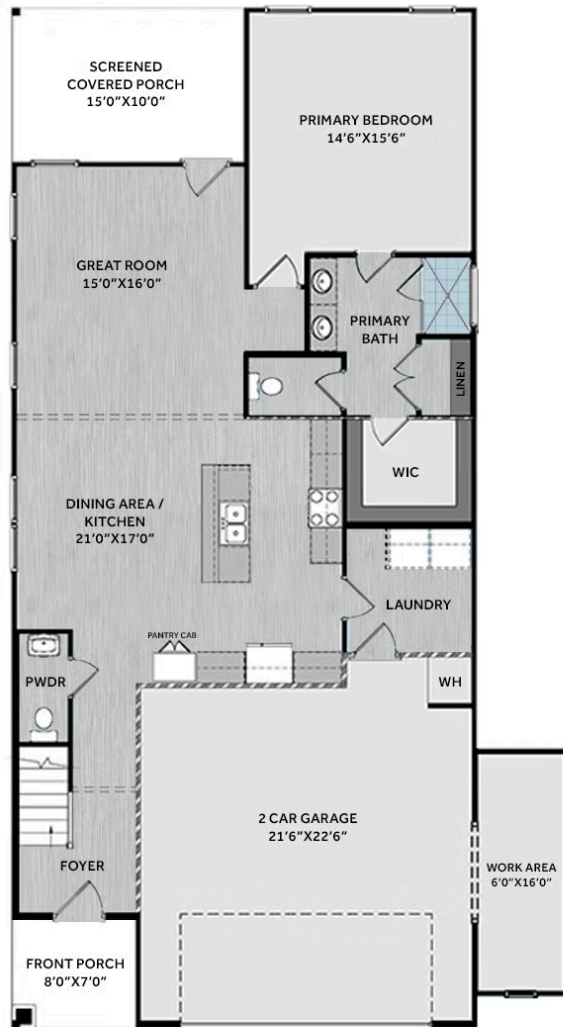 SCREENED
COVERED PORCH
15'0"X10'0"
PRIMARY BEDROOM
14'6"X15'6"
GREAT ROOM
15'0"X16'0"
PRIMARY
BATH
LINEN
WIC
DINING AREA /
KITCHEN
21'0"X17'0"
LAUNDRY
PANTRY CAB
PWDR
WH
2 CAR GARAGE
21'6"X22'6"
WORK AREA
6'0"X16'0"
FOYER
FRONT PORCH
8'0"X7'0"